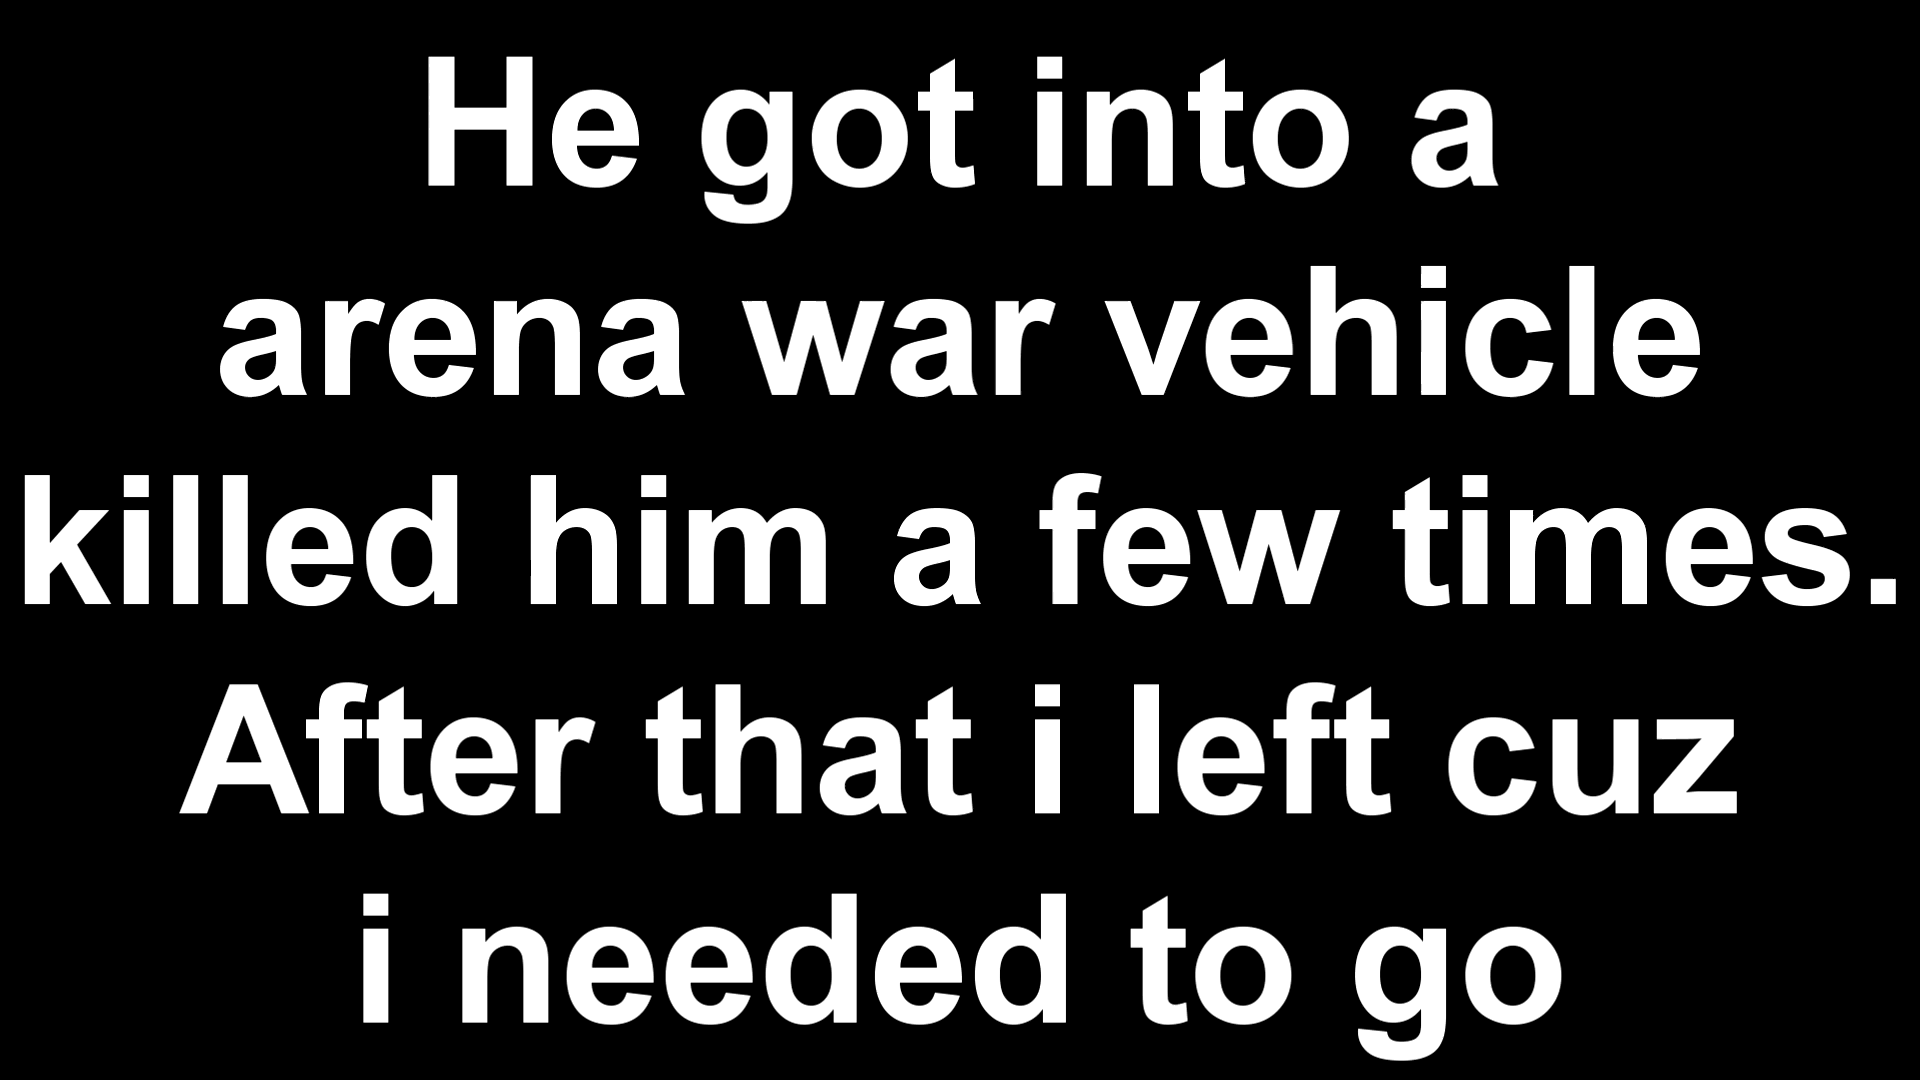 He got into a
arena war vehicle
killed him a few times.
After that i left cuz
i needed to go